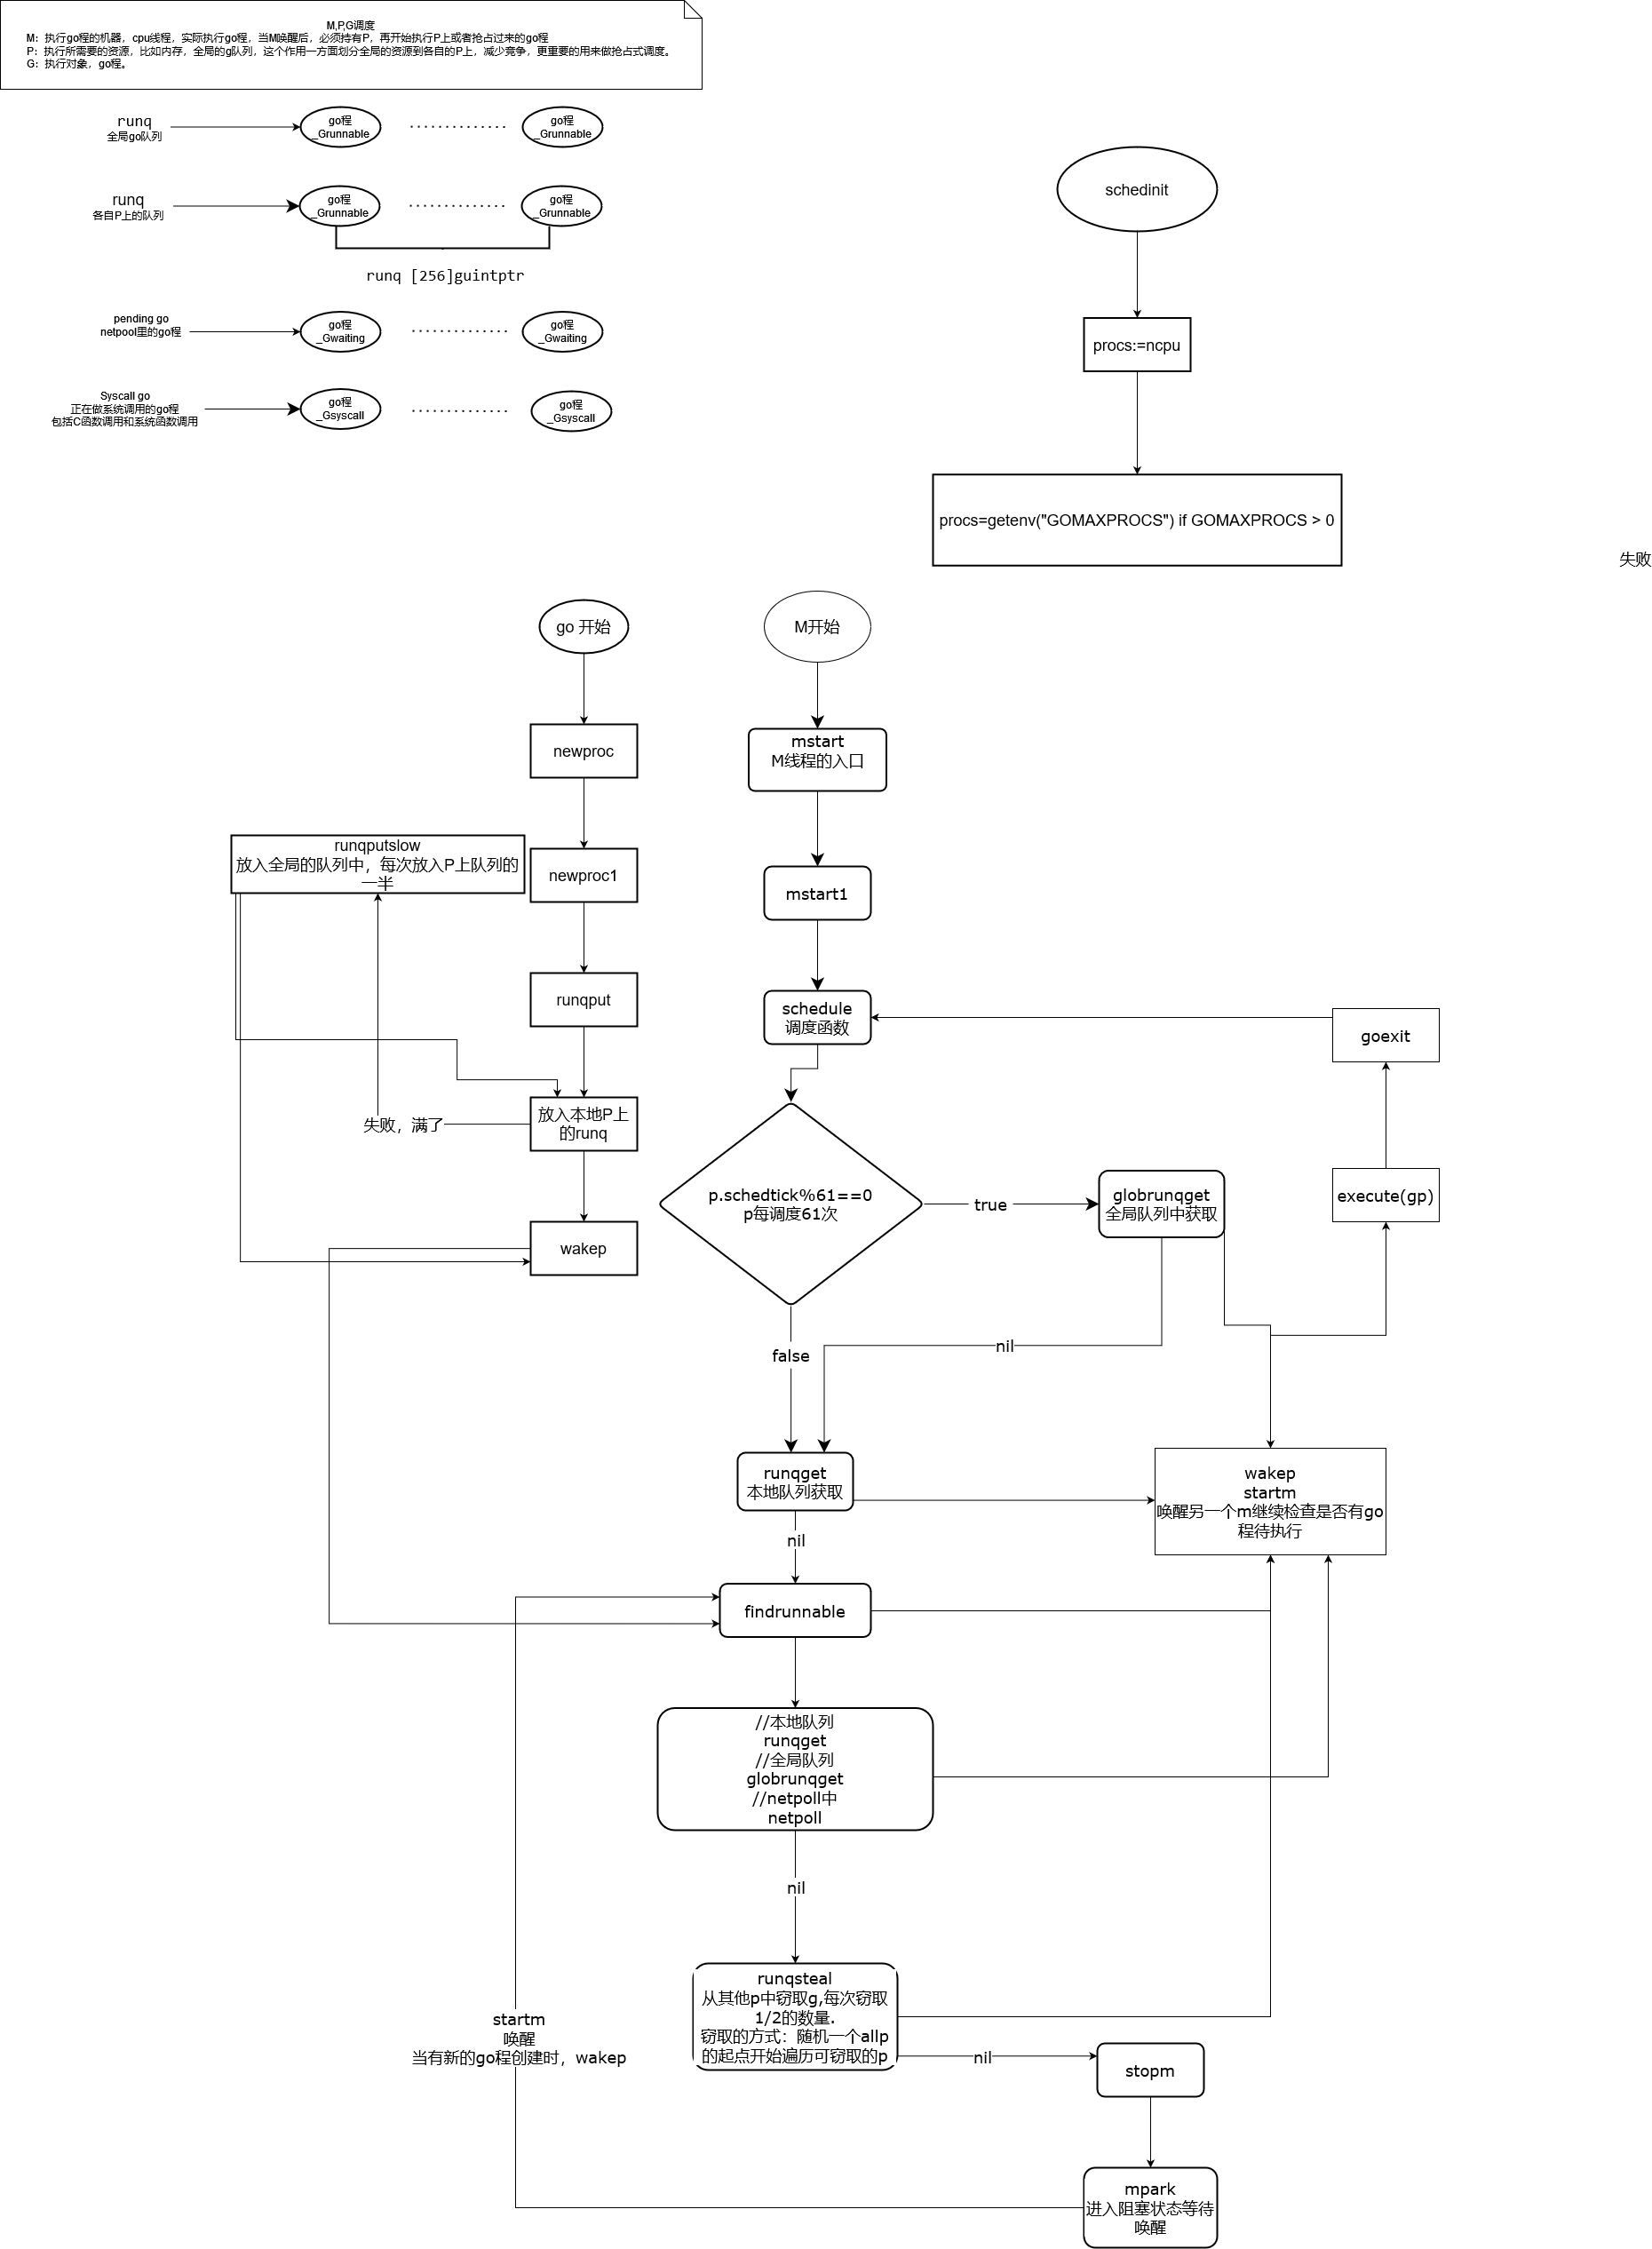 M,P,G调度
M：执行go程的机器，cpu线程，实际执行go程，当M唤醒后，必须持有P，再开始执行P上或者抢占过来的go程
P：执行所需要的资源，比如内存，全局的g队列，这个作用一方面划分全局的资源到各自的P上，减少竞争，更重要的用来做抢占式调度。
G：执行对象，go程。
runq
全局go队列
go程
_Grunnable
go程
_Grunnable
runq
各自P上的队列
go程
_Grunnable
go程
_Grunnable
runq [256]guintptr
pending go
netpool里的go程
go程
_Gwaiting
go程
_Gwaiting
Syscall go
正在做系统调用的go程
包括C函数调用和系统函数调用
go程
_Gsyscall
go程
_Gsyscall
schedinit
procs:=ncpu
procs=getenv("GOMAXPROCS") if GOMAXPROCS > 0
失败
go 开始
newproc
newproc1
runqputslow
放入全局的队列中，每次放入P上队列的
一半
runqput
失败，满了
放入本地P上
的runq
wakep
M开始
mstart
M线程的入口
mstart1
schedule
调度函数
goexit
p.schedtick%61==0
p每调度61次
true
globrunqget
全局队列中获取
execute(gp)
false
nil
runqget
本地队列获取
wakep
startm
唤醒另一个m继续检查是否有go
程待执行
nil
findrunnable
//本地队列
runqget
//全局队列
globrunqget
//netpoll中
netpoll
nil
runqsteal
从其他p中窃取g,每次窃取
1/2的数量.
窃取的方式：随机一个allp
的起点开始遍历可窃取的p
startm
唤醒
当有新的go程创建时，wakep
nil
stopm
mpark
进入阻塞状态等待
唤醒